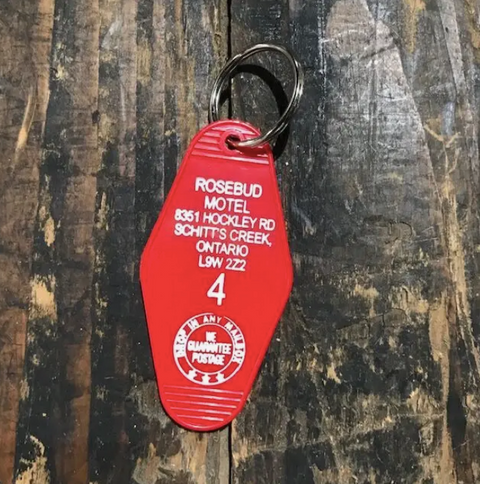 ROSEBUD
MOTEL
8351 HOCKLEY RD
SCHITT'S CREEK,
ONTARIO
L9W 2Z2
4
DROP IN ANY MAILBOX
WE
GUARANTEE
POSTAGE